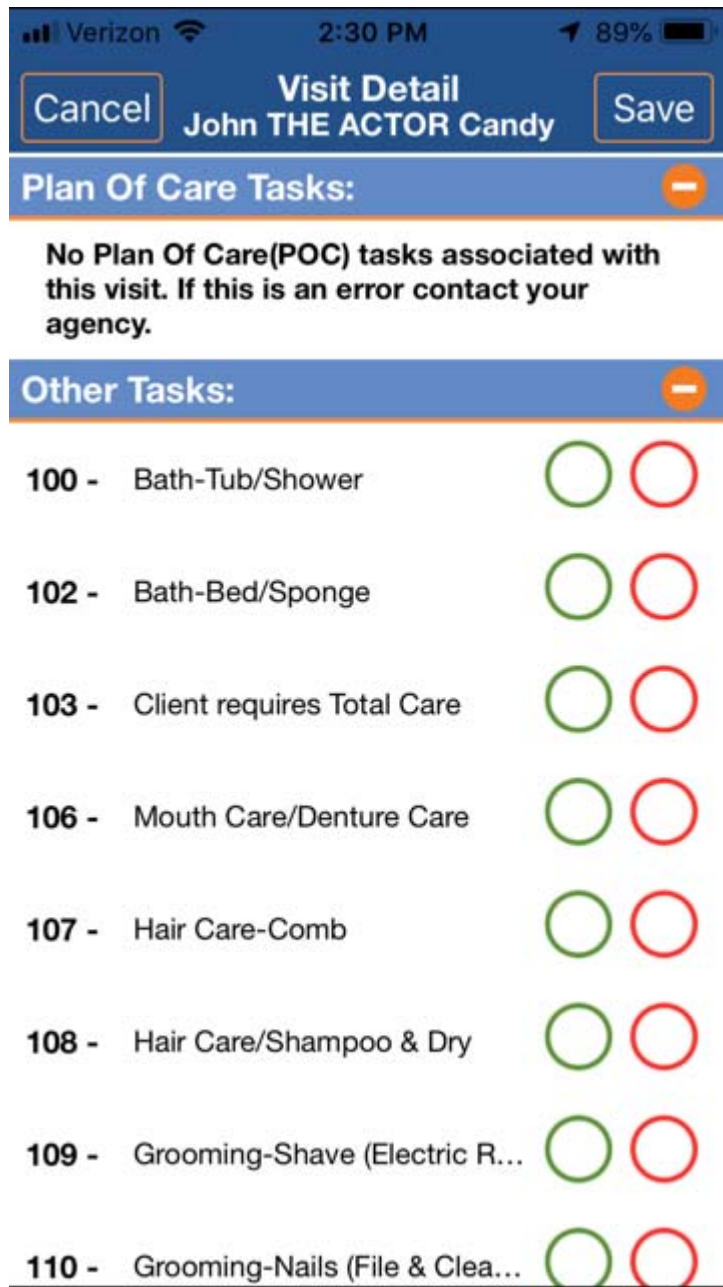 Verizon 2:30 PM 89%
Cancel Visit Detail Save
John THE ACTOR Candy
Plan Of Care Tasks:
No Plan Of Care(POC) tasks associated with
this visit. If this is an error contact your
agency.
Other Tasks:
100 - Bath-Tub/Shower
102 - Bath-Bed/Sponge
103 - Client requires Total Care
106 - Mouth Care/Denture Care
107 - Hair Care-Comb
108 - Hair Care/Shampoo & Dry
109 - Grooming-Shave (Electric R...
110 - Grooming-Nails (File & Clea...